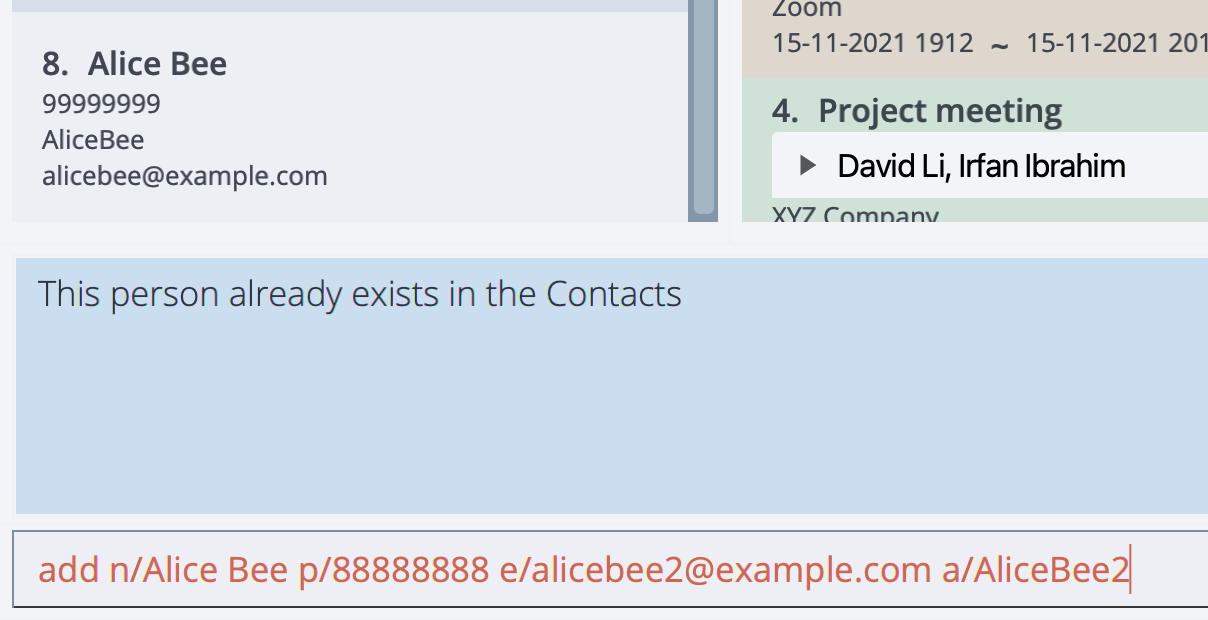 8. Alice Bee
99999999
AliceBee
alicebee@example.com
Zoom
15-11-2021 1912 ~ 15-11-2021 201
4. Project meeting
David Li, Irfan Ibrahim
XYZ Company
This person already exists in the Contacts
add n/Alice Bee p/88888888 e/alicebee2@example.com a/AliceBee2